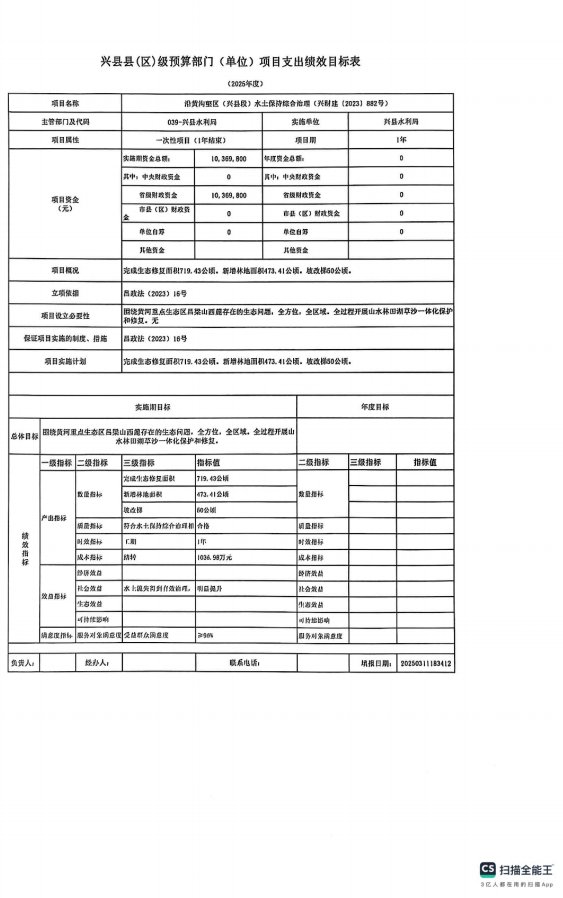 兴县县(区)级预算部门（单位）项目支出绩效目标表
（2025年度）
项目名称 沿黄沟壑区（兴县段）水土保持综合治理（兴财建〔2023〕882号）
主管部门及代码 039-兴县水利局 实施单位 兴县水利局
项目属性 一次性项目（1年结束） 项目期 1年
项目资金（元） 实施期资金总额： 10,369,800 年度资金总额： 0
其中：中央财政资金 0 其中：中央财政资金 0
省级财政资金 10,369,800 省级财政资金 0
市县（区）财政资金 0 市县（区）财政资金 0
单位自筹 0 单位自筹 0
其他资金 其他资金
项目概况 完成生态修复面积719.43公顷。新增林地面积473.41公顷。坡改梯50公顷。
立项依据 吕政法（2023）16号
项目设立必要性 围绕黄河重点生态区吕梁山西麓存在的生态问题，全方位，全区域，全过程开展山水林田湖草沙一体化保护和修复。无
保证项目实施的制度、措施 吕政法（2023）16号
项目实施计划 完成生态修复面积719.43公顷。新增林地面积473.41公顷。坡改梯50公顷。
实施期目标 年度目标
总体目标 围绕黄河重点生态区吕梁山西麓存在的生态问题，全方位，全区域，全过程开展山水林田湖草沙一体化保护和修复。
绩效指标 一级指标 二级指标 三级指标 指标值 二级指标 三级指标 指标值
产出指标 数量指标 完成生态修复面积 719.43公顷 数量指标
新增林地面积 473.41公顷
坡改梯 50公顷
质量指标 符合水土保持综合治理相 合格 质量指标
时效指标 工期 1年 时效指标
成本指标 结转 1036.98万元 成本指标
效益指标 经济效益 经济效益
社会效益 水土流失得到有效治理， 明显提升 社会效益
生态效益 生态效益
可持续影响 可持续影响
满意度指标 服务对象满意度 受益群众满意度 ≥96% 服务对象满意度
负责人： 经办人： 联系电话： 填报日期： 20250311183412
CS 扫描全能王
3亿人都在用的扫描App